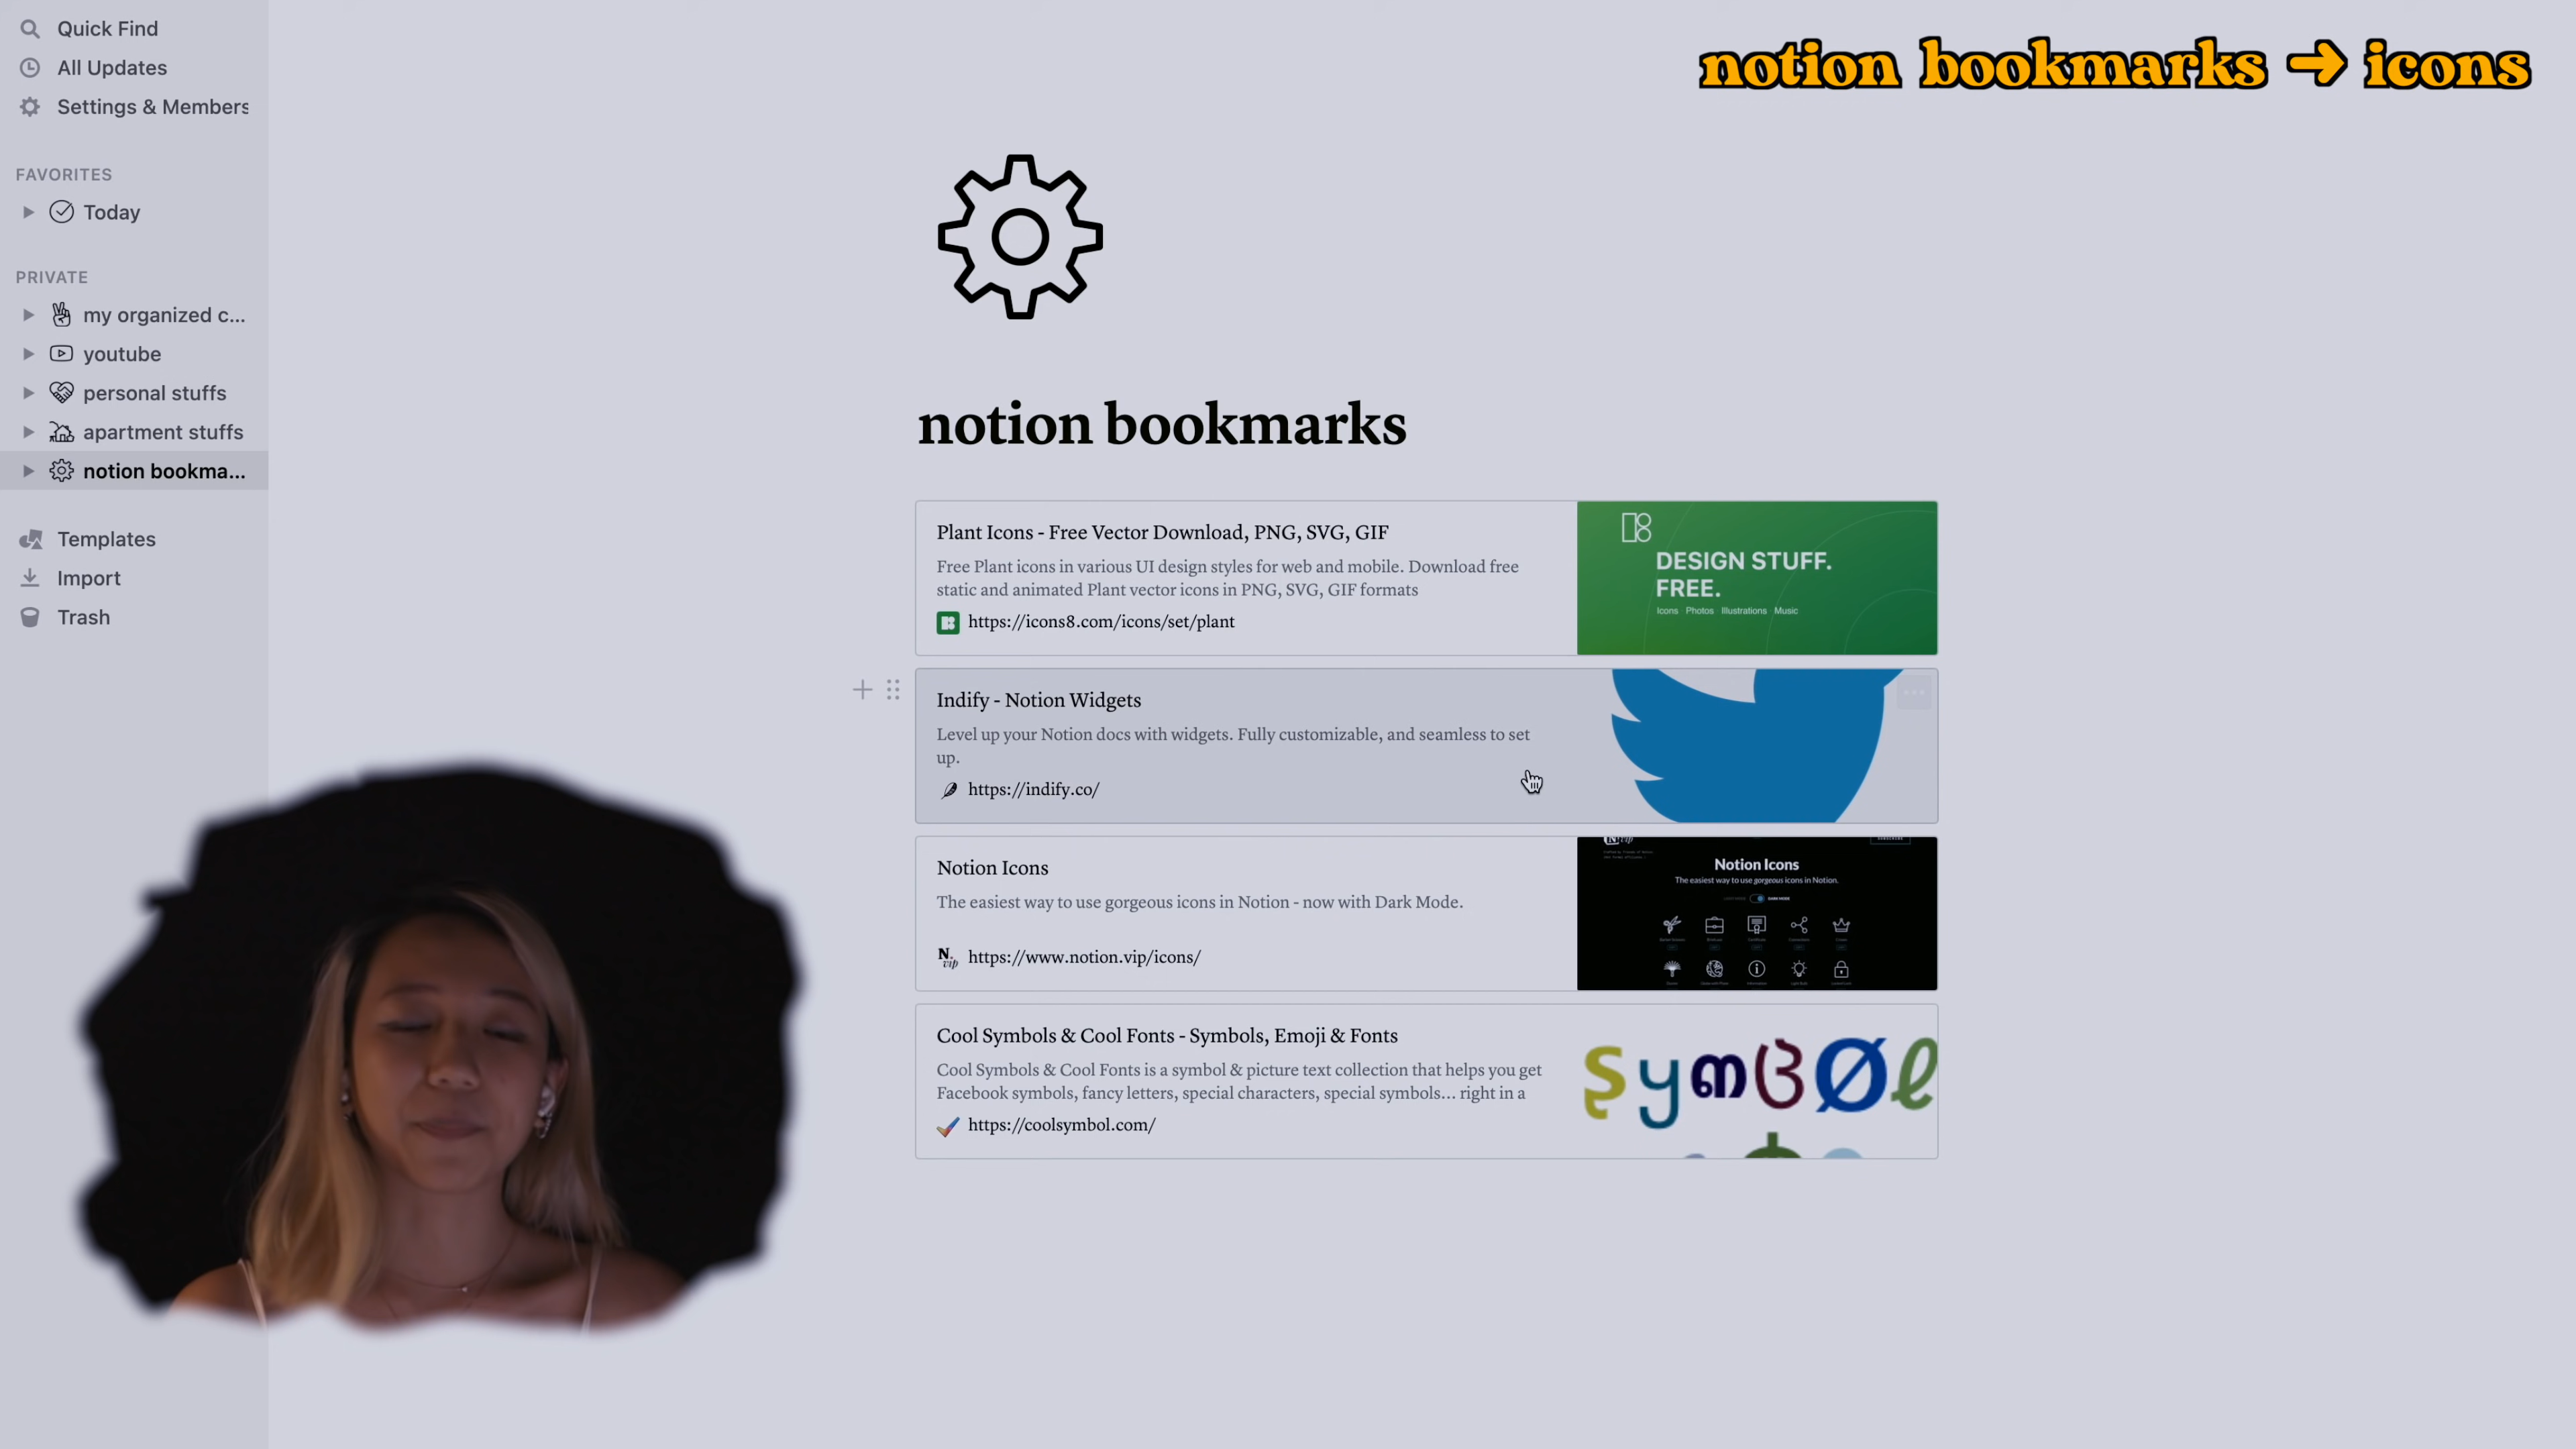 Quick Find
All Updates
Settings & Members
FAVORITES
Today
PRIVATE
my organized c...
youtube
personal stuffs
apartment stuffs
notion bookma...
Templates
Import
Trash
notion bookmarks → icons
notion bookmarks
Plant Icons - Free Vector Download, PNG, SVG, GIF
Free Plant icons in various UI design styles for web and mobile. Download free
static and animated Plant vector icons in PNG, SVG, GIF formats
https://icons8.com/icons/set/plant
DESIGN STUFF.
FREE.
Icons Photos Illustrations Music
Indify - Notion Widgets
Level up your Notion docs with widgets. Fully customizable, and seamless to set
up.
https://indify.co/
Notion Icons
The easiest way to use gorgeous icons in Notion - now with Dark Mode.
N. vip
https://www.notion.vip/icons/
Notion Icons
The easiest way to use gorgeous icons in Notion.
DARK MODE
Cool Symbols & Cool Fonts - Symbols, Emoji & Fonts
Cool Symbols & Cool Fonts is a symbol & picture text collection that helps you get
Facebook symbols, fancy letters, special characters, special symbols... right in a
https://coolsymbol.com/